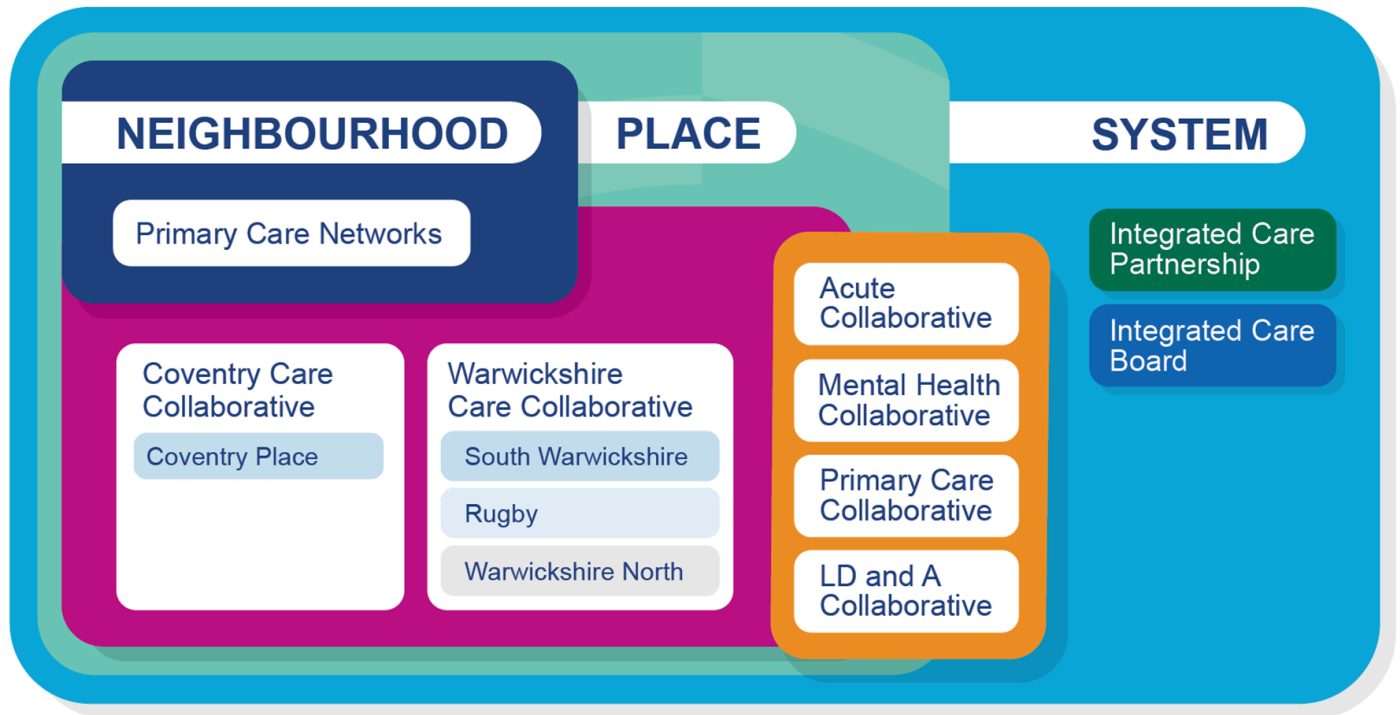 NEIGHBOURHOOD
PLACE
SYSTEM
Primary Care Networks
Coventry Care
Collaborative
Coventry Place
Warwickshire
Care Collaborative
South Warwickshire
Rugby
Warwickshire North
Acute
Collaborative
Mental Health
Collaborative
Primary Care
Collaborative
LD and A
Collaborative
Integrated Care
Partnership
Integrated Care
Board